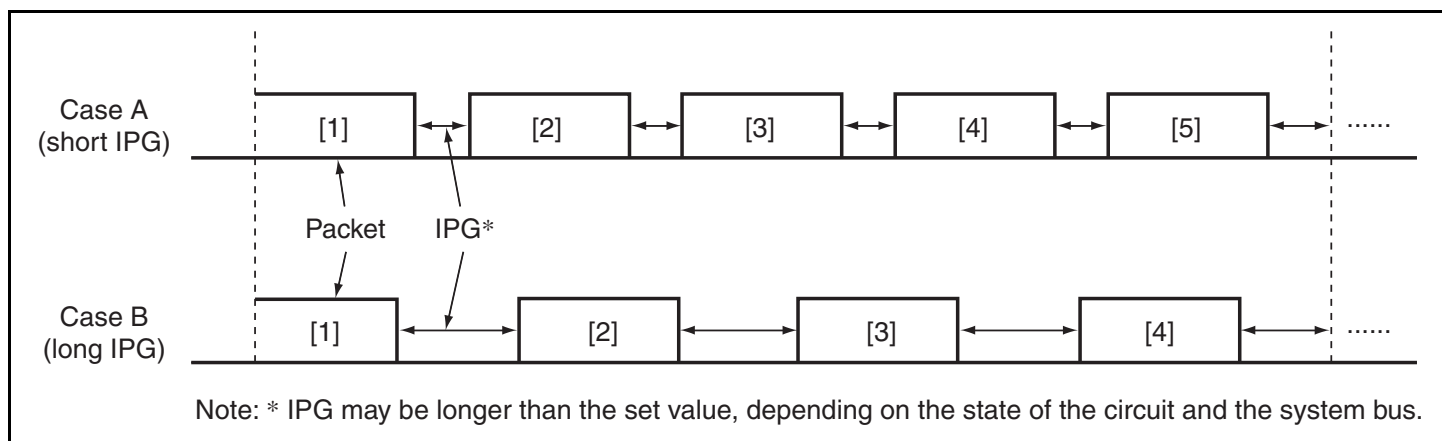 Case A
(short IPG)
[1] [2] [3] [4] [5] ......
Packet IPG*
Case B
(long IPG)
[1] [2] [3] [4] ......
Note: * IPG may be longer than the set value, depending on the state of the circuit and the system bus.